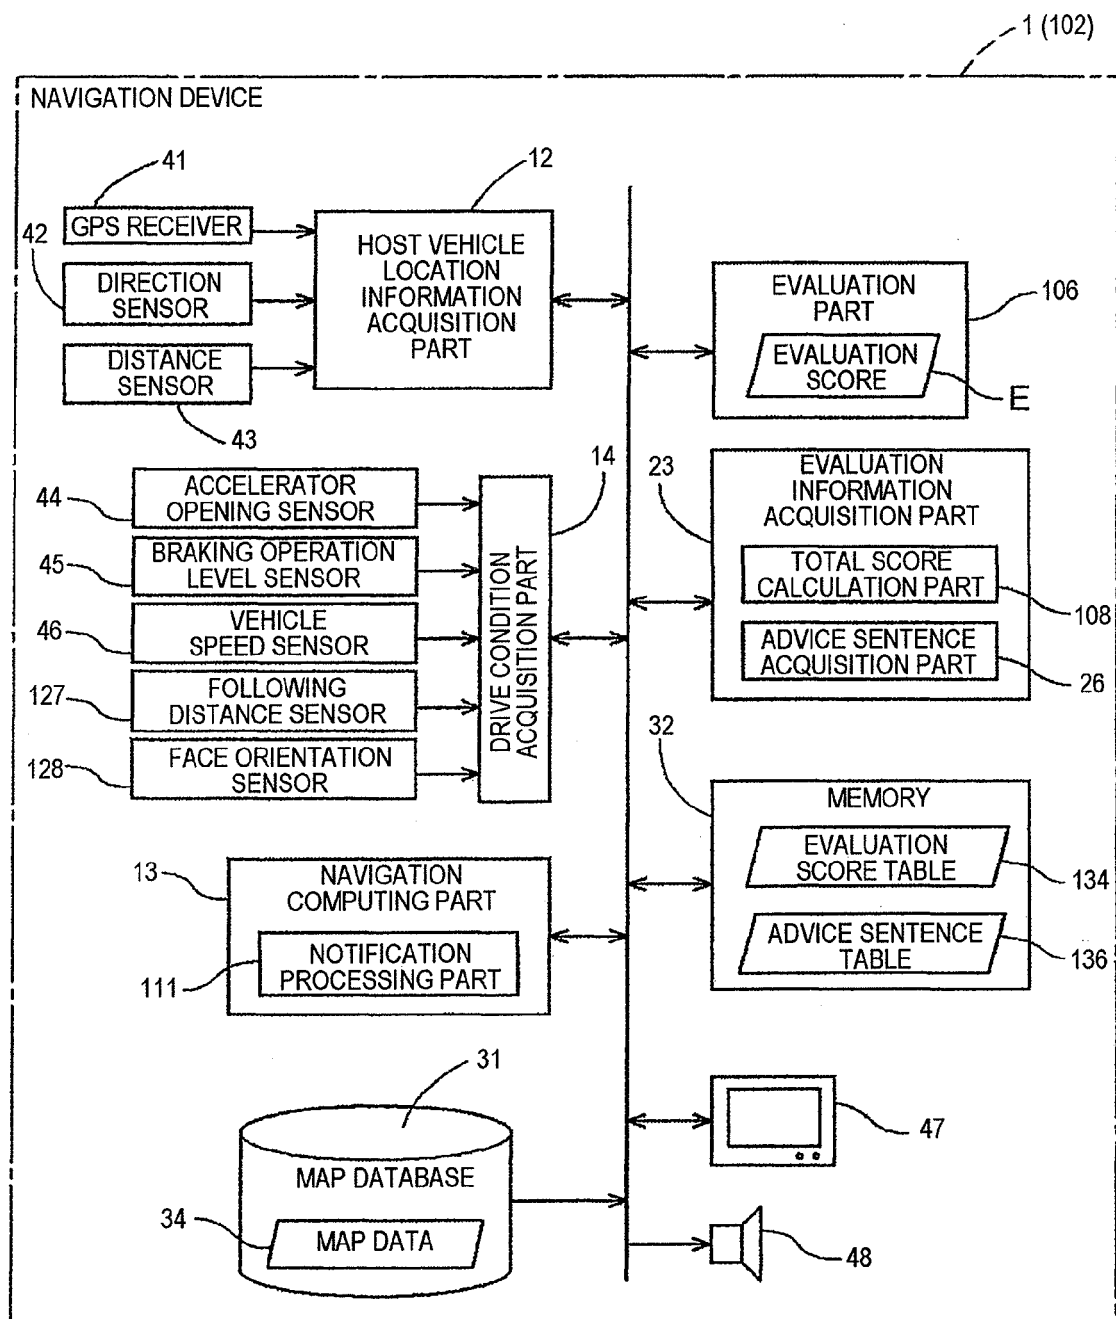 1 (102)
NAVIGATION DEVICE
41
GPS RECEIVER
42
DIRECTION
SENSOR
DISTANCE
SENSOR
43
12
HOST VEHICLE
LOCATION
INFORMATION
ACQUISITION
PART
44
ACCELERATOR
OPENING SENSOR
45
BRAKING OPERATION
LEVEL SENSOR
46
VEHICLE
SPEED SENSOR
127
FOLLOWING
DISTANCE SENSOR
128
FACE ORIENTATION
SENSOR
14
DRIVE CONDITION
ACQUISITION PART
13
NAVIGATION
COMPUTING PART
111
NOTIFICATION
PROCESSING PART
31
MAP DATABASE
34
MAP DATA
EVALUATION
PART
106
EVALUATION
SCORE
E
23
EVALUATION
INFORMATION
ACQUISITION PART
TOTAL SCORE
CALCULATION PART
108
ADVICE SENTENCE
ACQUISITION PART
26
32
MEMORY
EVALUATION
SCORE TABLE
134
ADVICE SENTENCE
TABLE
136
47
48